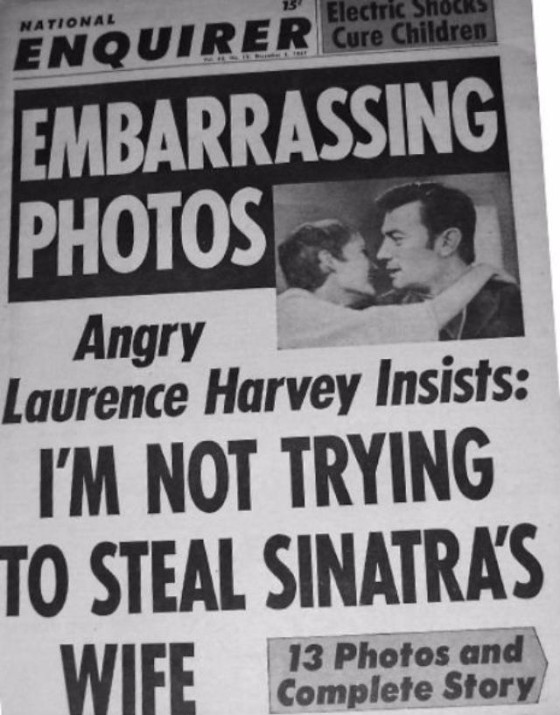 NATIONAL
ENQUIRER
15¢
Electric Shocks
Cure Children
EMBARRASSING
PHOTOS
Angry
Laurence Harvey Insists:
I'M NOT TRYING
TO STEAL SINATRA'S
WIFE
13 Photos and
Complete Story